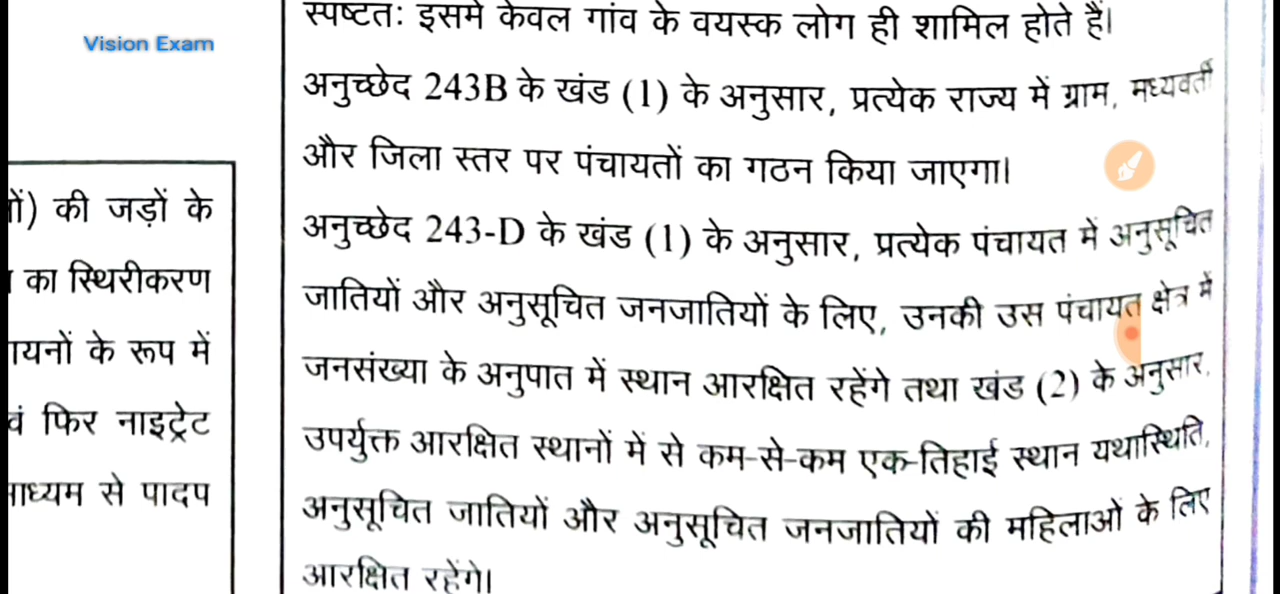 Vision Exam
स्पष्टतः इसमें केवल गांव के वयस्क लोग ही शामिल होते हैं।
अनुच्छेद 243B के खंड (1) के अनुसार, प्रत्येक राज्य में ग्राम, मध्यवर्ती
और जिला स्तर पर पंचायतों का गठन किया जाएगा।
अनुच्छेद 243-D के खंड (1) के अनुसार, प्रत्येक पंचायत में अनुसूचित
जातियों और अनुसूचित जनजातियों के लिए, उनकी उस पंचायत क्षेत्र में
जनसंख्या के अनुपात में स्थान आरक्षित रहेंगे तथा खंड (2) के अनुसार,
उपर्युक्त आरक्षित स्थानों में से कम-से-कम एक-तिहाई स्थान यथास्थिति,
अनुसूचित जातियों और अनुसूचित जनजातियों की महिलाओं के लिए
आरक्षित रहेंगे।
की जड़ों के
का स्थिरीकरण
के रूप में
फिर नाइट्रेट
से पादप